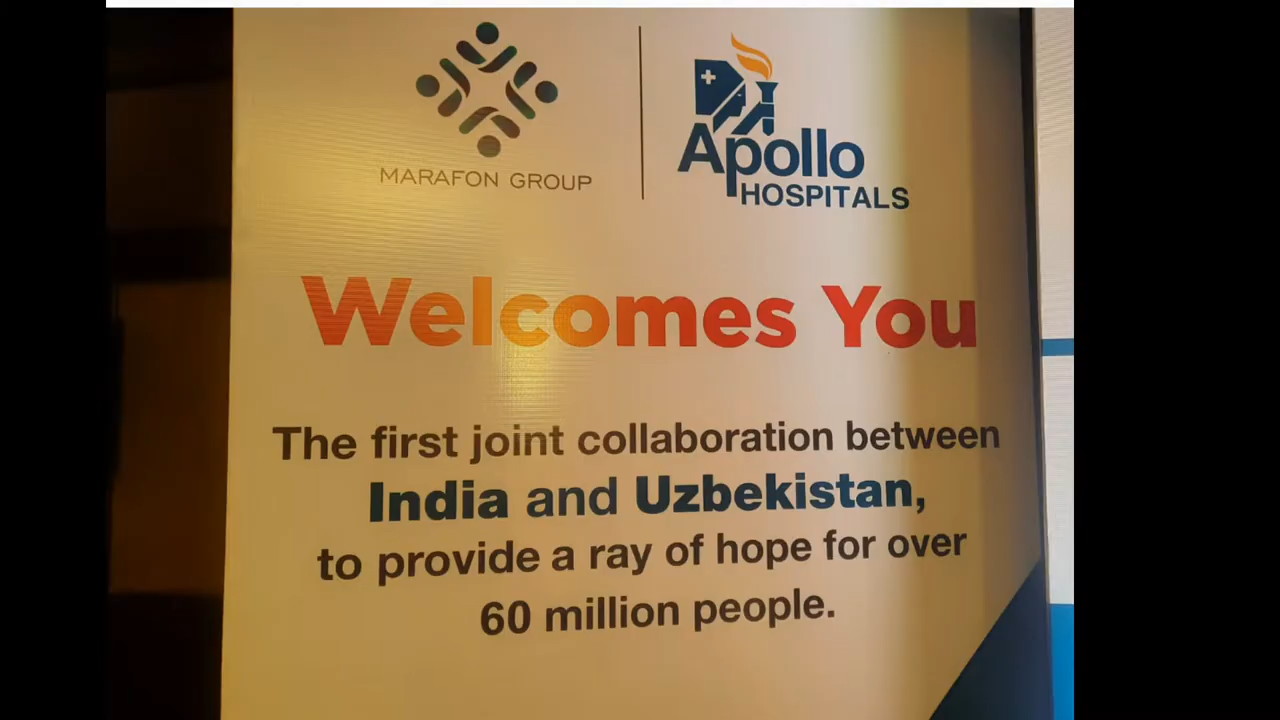 MARAFON GROUP
Apollo
HOSPITALS
Welcomes You
The first joint collaboration between
India and Uzbekistan,
to provide a ray of hope for over
60 million people.